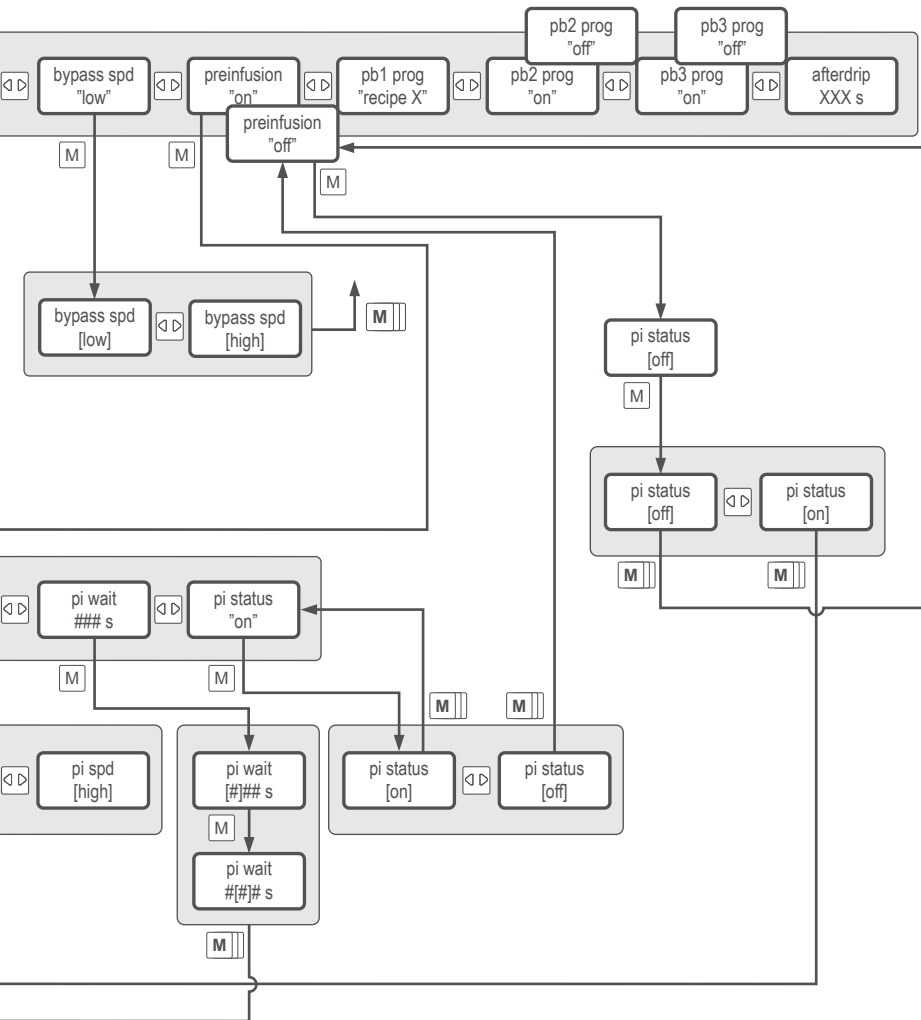 pb2 prog
"off"
pb3 prog
"off"
bypass spd
"low"
preinfusion
"on"
pb1 prog
"recipe X"
pb2 prog
"on"
pb3 prog
"on"
afterdrip
XXX s
preinfusion
"off"
M
M
M
bypass spd
[low]
bypass spd
[high]
M
pi status
[off]
M
pi status
[off]
pi status
[on]
M
M
pi wait
### s
pi status
"on"
M
M
M
M
pi spd
[high]
pi wait
[#]## s
pi status
[on]
pi status
[off]
M
pi wait
#[#]# s
M